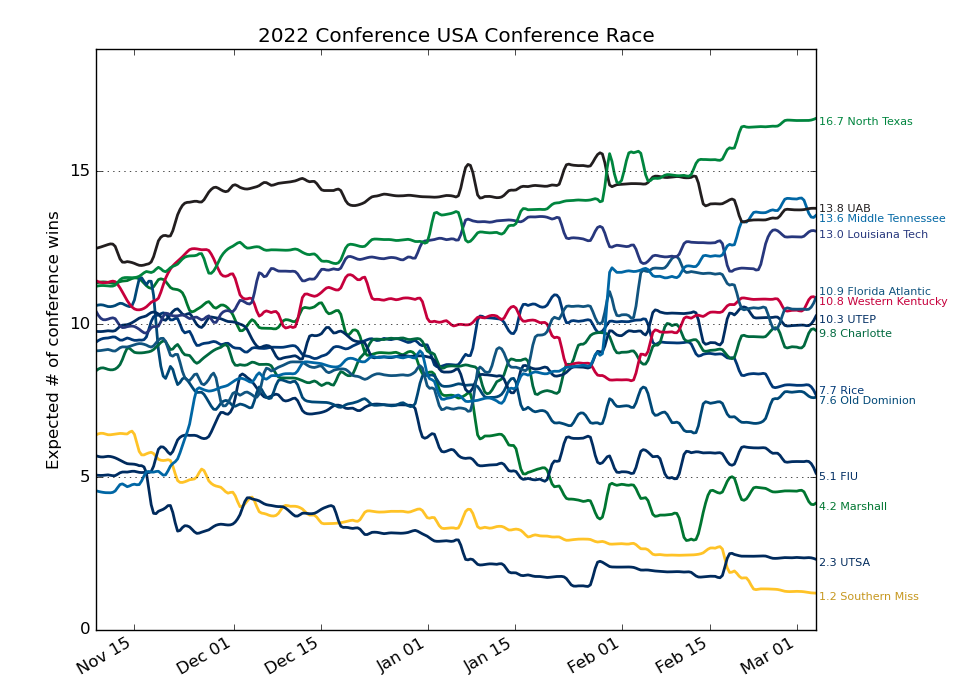 2022 Conference USA Conference Race
Expected # of conference wins
15
10
5
0
16.7 North Texas
13.8 UAB
13.6 Middle Tennessee
13.0 Louisiana Tech
10.9 Florida Atlantic
10.8 Western Kentucky
10.3 UTEP
9.8 Charlotte
7.7 Rice
7.6 Old Dominion
5.1 FIU
4.2 Marshall
2.3 UTSA
1.2 Southern Miss
Nov 15
Dec 01
Dec 15
Jan 01
Jan 15
Feb 01
Feb 15
Mar 01